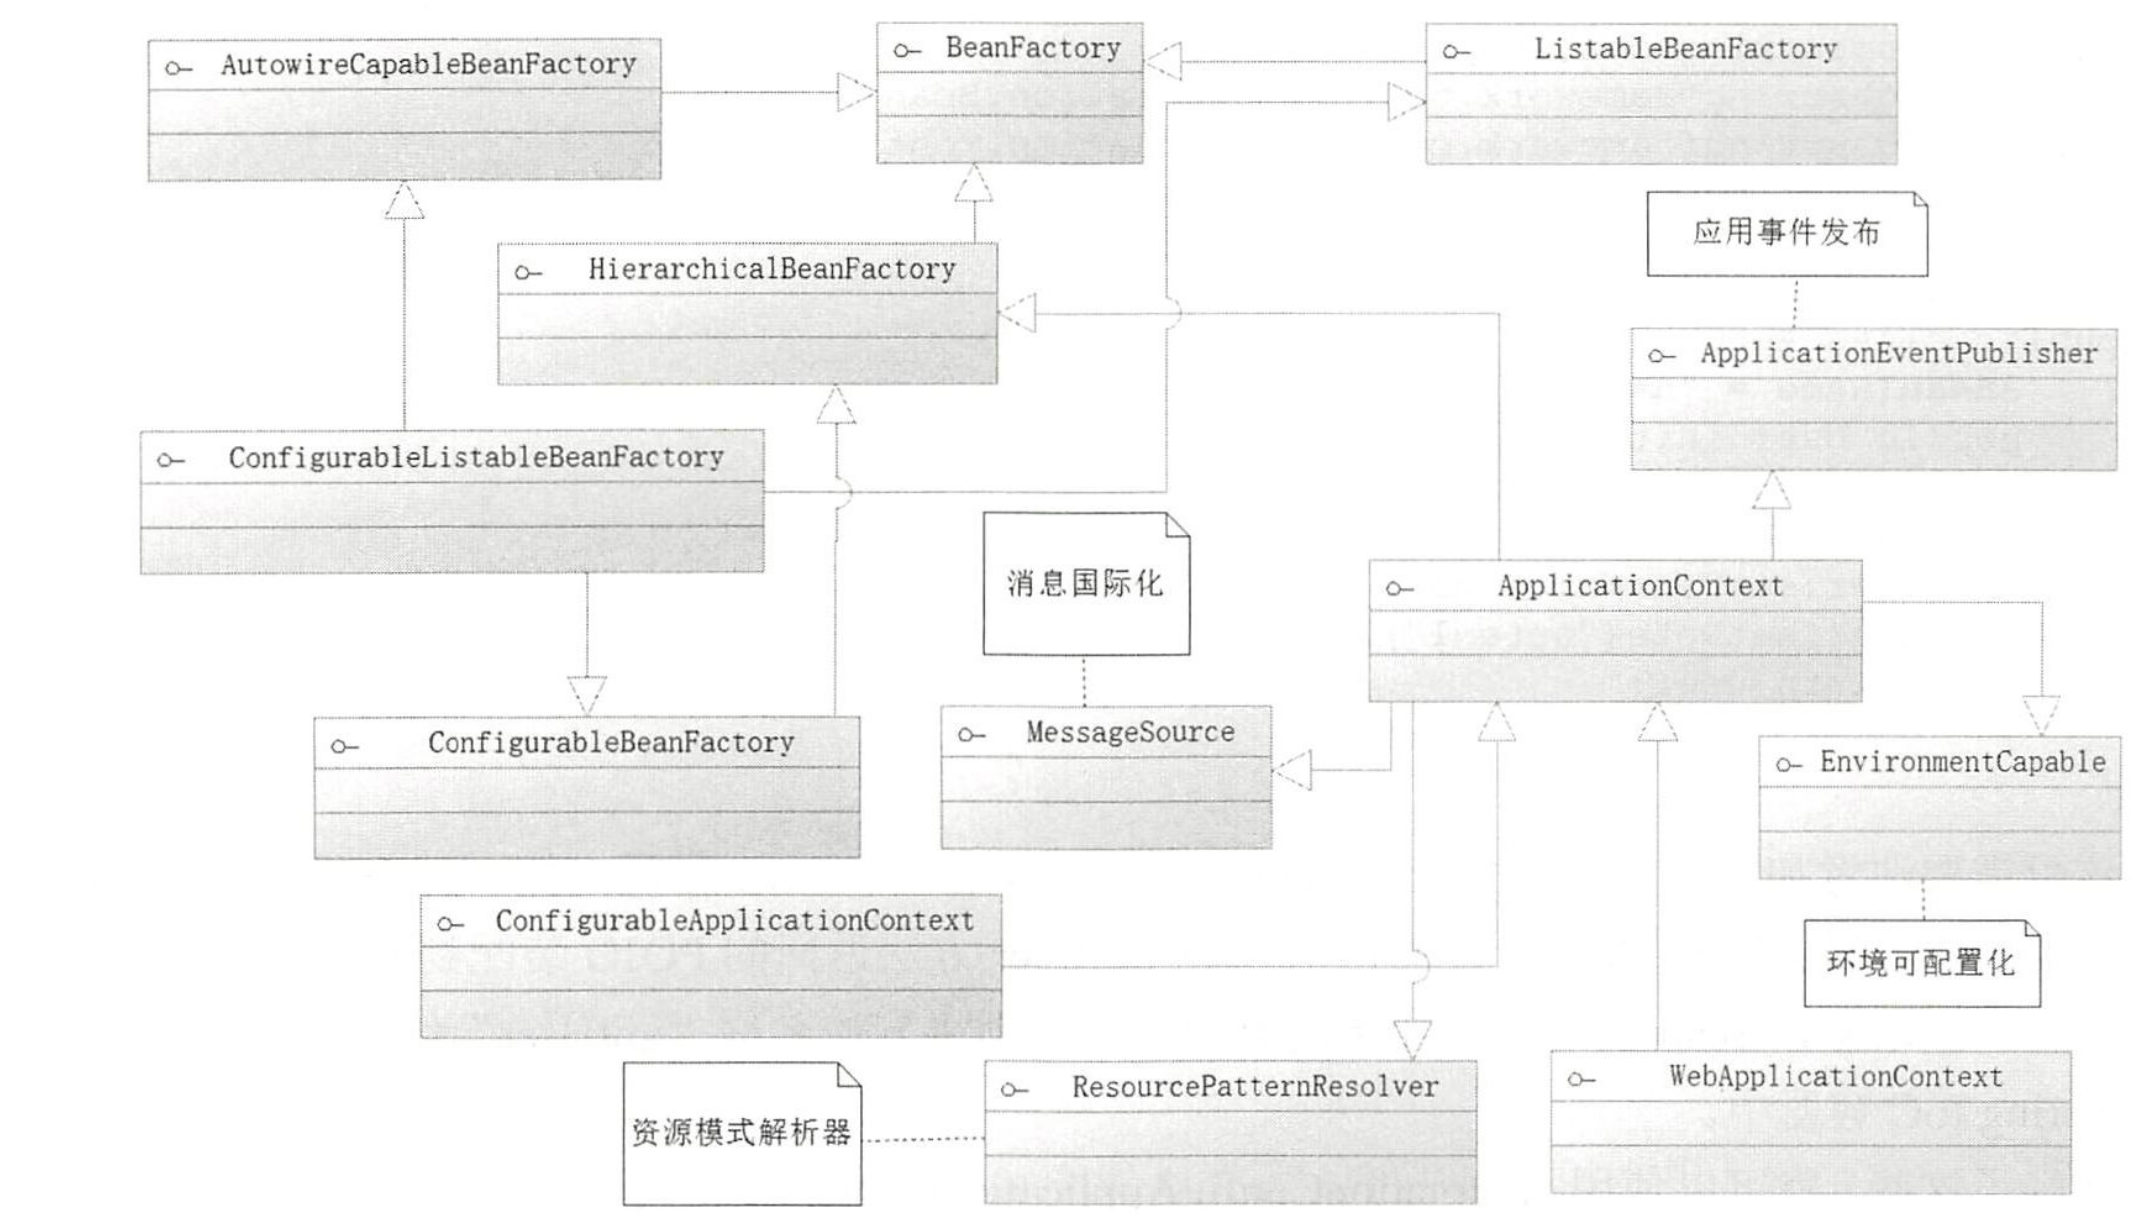 BeanFactory
ListableBeanFactory
AutowireCapableBeanFactory
应用事件发布
HierarchicalBeanFactory
ApplicationEventPublisher
ConfigurableListableBeanFactory
消息国际化
ApplicationContext
MessageSource
ConfigurableBeanFactory
EnvironmentCapable
ConfigurableApplicationContext
环境可配置化
ResourcePatternResolver
WebApplicationContext
资源模式解析器